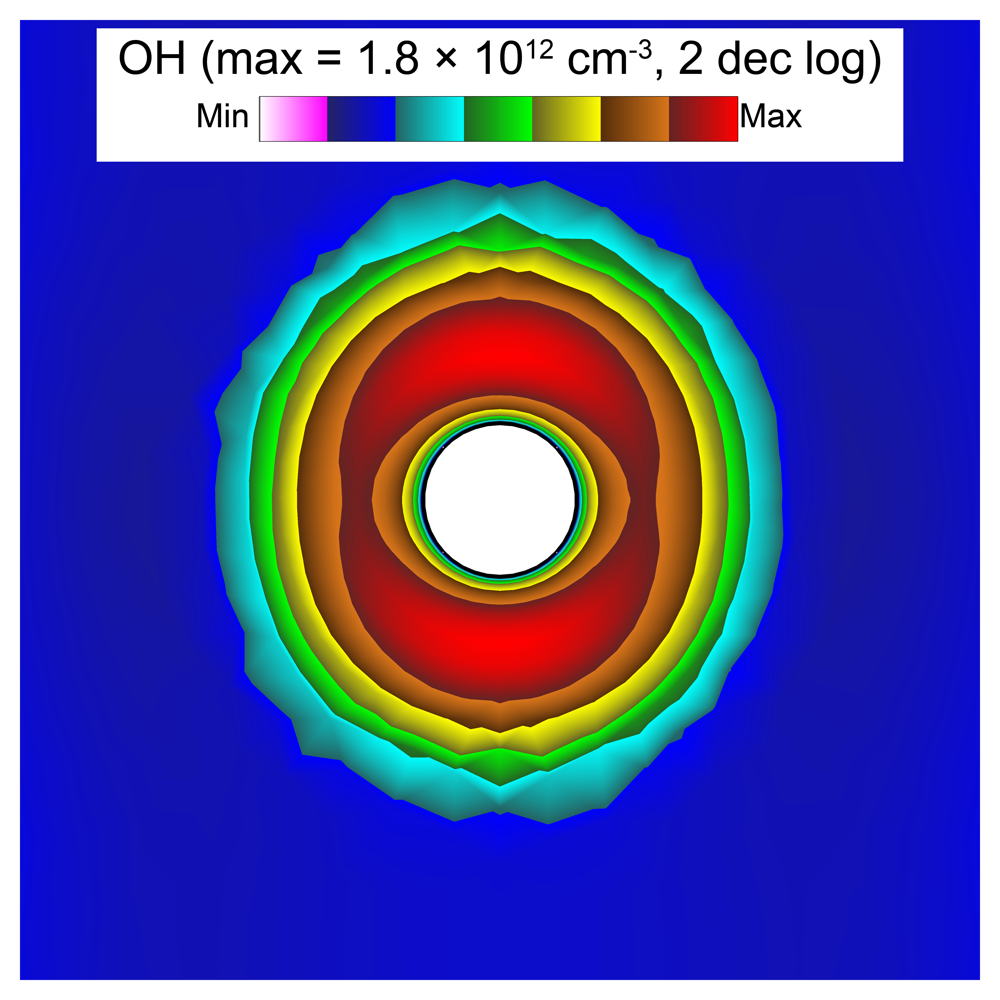 OH (max = 1.8 × 10¹² cm⁻³, 2 dec log)
Min Max